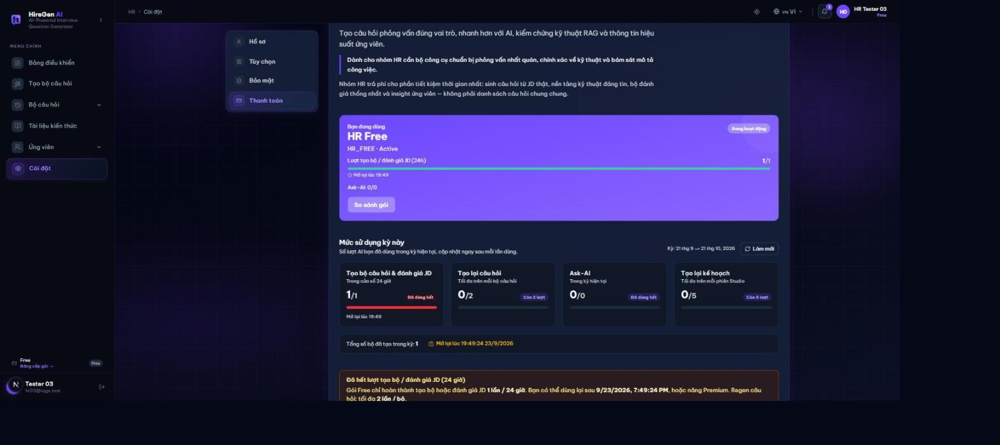 HireGen AI
AI-Powered Interview
Question Generator
MENU CHÍNH
Bảng điều khiển
Tạo bộ câu hỏi
Bộ câu hỏi
Tài liệu kiến thức
Ứng viên
Cài đặt
Free
Nâng cấp gói →
Free
N
Tester 03
hr03@iqgs.test
HR › Cài đặt
VN VI
1
HO
HR Tester 03
Free
Hồ sơ
Tùy chọn
Bảo mật
Thanh toán
Tạo câu hỏi phỏng vấn đúng vai trò, nhanh hơn với AI, kiểm chứng kỹ thuật RAG và thông tin hiệu
suất ứng viên.
Dành cho nhóm HR cần bộ công cụ chuẩn bị phỏng vấn nhất quán, chính xác về kỹ thuật và bám sát mô tả
công việc.
Nhóm HR trả phí cho phần tiết kiệm thời gian nhất: sinh câu hỏi từ JD thật, nền tảng kỹ thuật đáng tin, bộ đánh
giá thống nhất và insight ứng viên — không phải danh sách câu hỏi chung chung.
Bạn đang dùng
Đang hoạt động
HR Free
HR_FREE · Active
Lượt tạo bộ / đánh giá JD (24h)
1/1
Mở lại lúc 19:49
Ask-AI: 0/0
So sánh gói
Mức sử dụng kỳ này
Số lượt AI bạn đã dùng trong kỳ hiện tại, cập nhật ngay sau mỗi lần dùng.
Kỳ: 21 thg 9 → 21 thg 10, 2026
Làm mới
Tạo bộ câu hỏi & đánh giá JD
Trong cửa sổ 24 giờ
1/1
Đã dùng hết
Mở lại lúc 19:49
Tạo lại câu hỏi
Tối đa trên mỗi bộ câu hỏi
0/2
Còn 2 lượt
Ask-AI
Trong kỳ hiện tại
0/0
Đã dùng hết
Tạo lại kế hoạch
Tối đa trên mỗi phiên Studio
0/5
Còn 5 lượt
Tổng số bộ đã tạo trong kỳ: 1
Mở lại lúc 19:49:24 23/9/2026
Đã hết lượt tạo bộ / đánh giá JD (24 giờ)
Gói Free chỉ hoàn thành tạo bộ hoặc đánh giá JD 1 lần / 24 giờ. Bạn có thể dùng lại sau 9/23/2026, 7:49:24 PM, hoặc nâng Premium. Regen câu
hỏi: tối đa 2 lần / bộ.